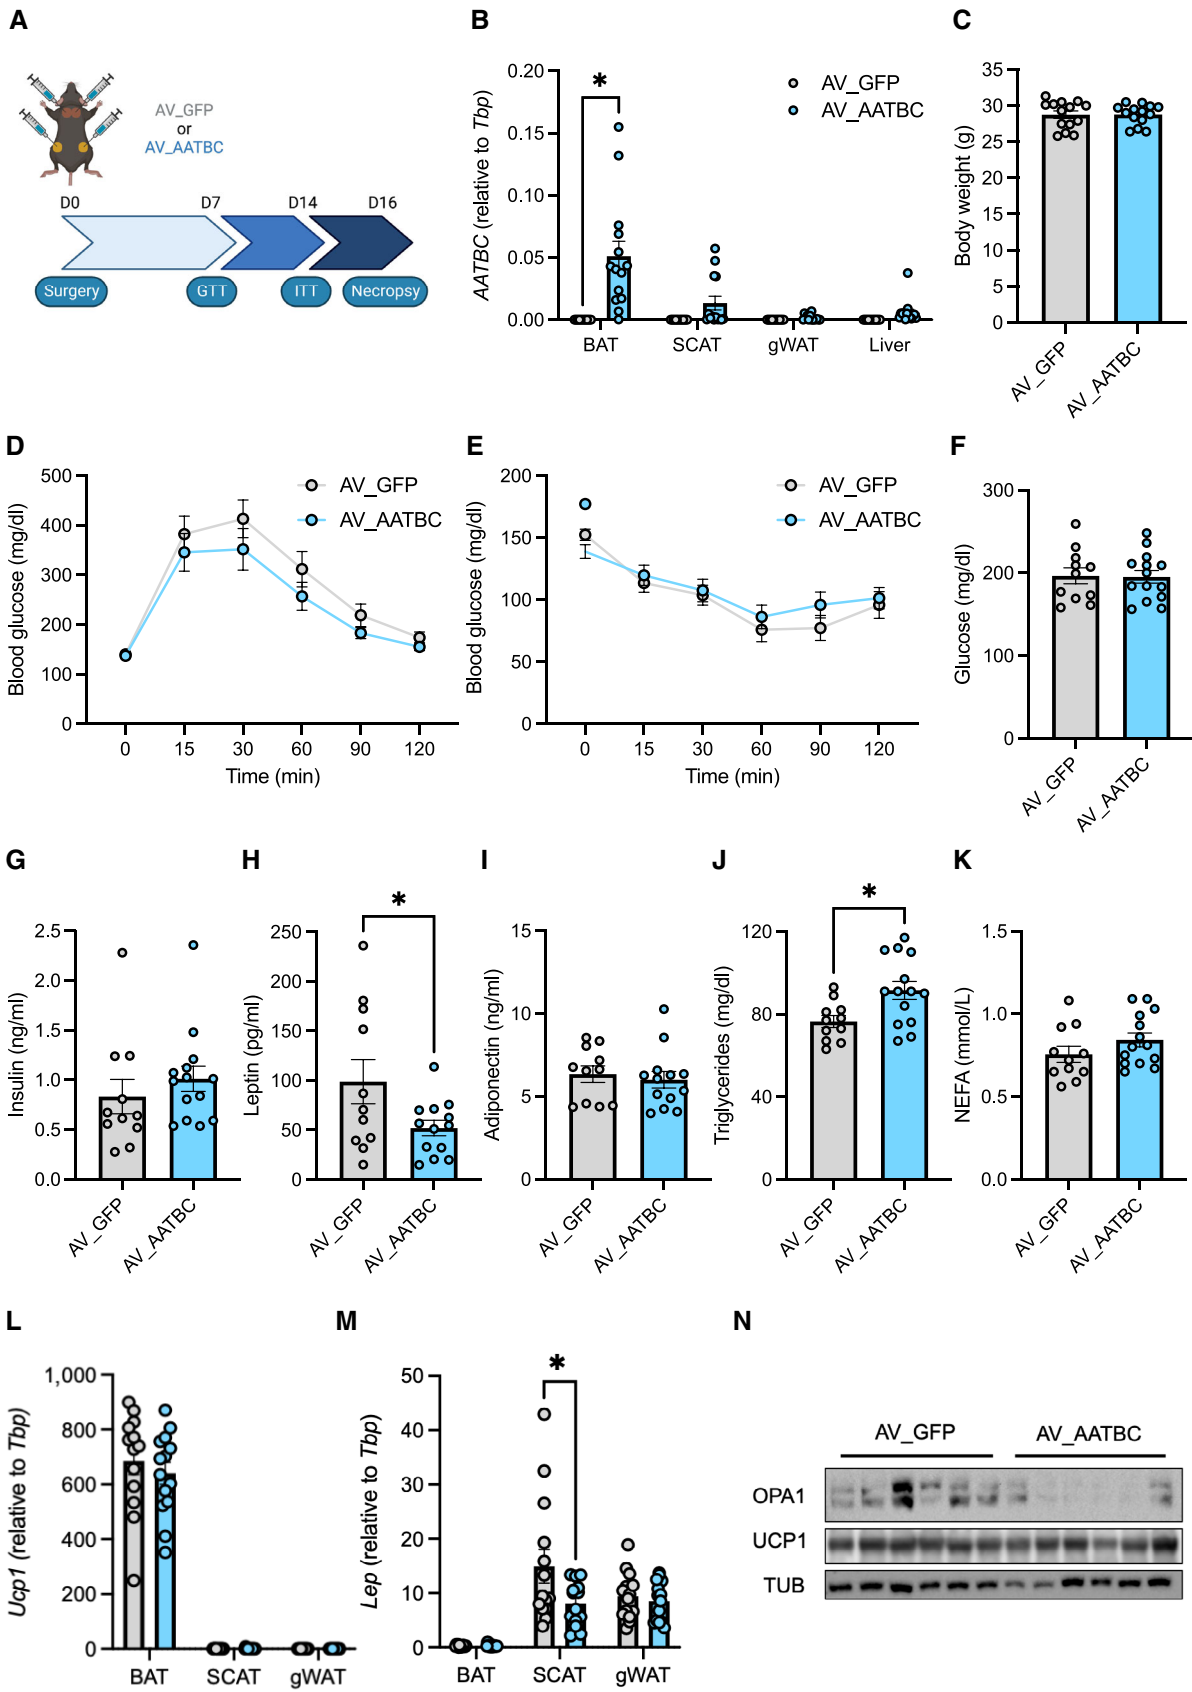 A
AV_GFP
or
AV_AATBC
D0 D7 D14 D16
Surgery GTT ITT Necropsy
B
AATBC (relative to Tbp)
0.20
0.15
0.10
0.05
0.00
*
AV_GFP
AV_AATBC
BAT SCAT gWAT Liver
C
Body weight (g)
35
30
25
20
15
10
5
0
AV_GFP
AV_AATBC
D
Blood glucose (mg/dl)
500
400
300
200
100
0
AV_GFP
AV_AATBC
0 15 30 60 90 120
Time (min)
E
Blood glucose (mg/dl)
200
150
100
50
0
AV_GFP
AV_AATBC
0 15 30 60 90 120
Time (min)
F
Glucose (mg/dl)
300
200
100
0
AV_GFP
AV_AATBC
G
Insulin (ng/ml)
2.5
2.0
1.5
1.0
0.5
0.0
AV_GFP
AV_AATBC
H
Leptin (pg/ml)
250
200
150
100
50
0
*
AV_GFP
AV_AATBC
I
Adiponectin (ng/ml)
15
10
5
0
AV_GFP
AV_AATBC
J
Triglycerides (mg/dl)
120
80
40
0
*
AV_GFP
AV_AATBC
K
NEFA (mmol/L)
1.5
1.0
0.5
0.0
AV_GFP
AV_AATBC
L
Ucp1 (relative to Tbp)
1,000
800
600
400
200
0
BAT SCAT gWAT
M
Lep (relative to Tbp)
50
40
30
20
10
0
*
BAT SCAT gWAT
N
AV_GFP AV_AATBC
OPA1
UCP1
TUB